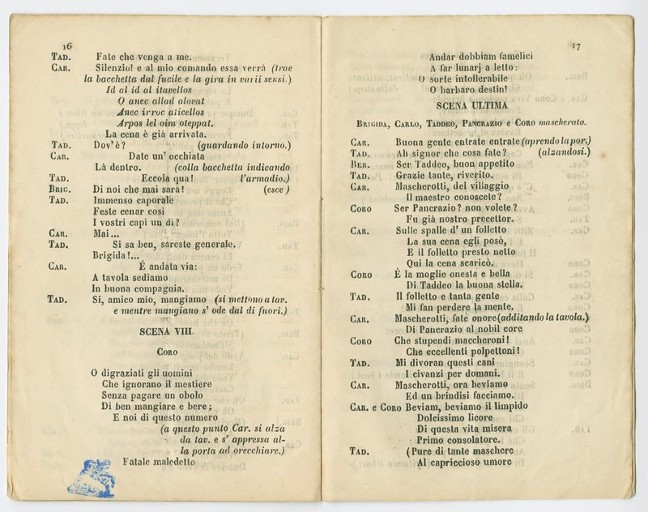 16
TAD. Fate che venga a me.
CAR. Silenzio! e al mio comando essa verrà (trae
la bacchetta dal fucile e la gira in varii sensi.)
Id al id al itavellos
O anec allad alovat
Anec irroc aticellos
Arpos lel oim oteppat.
La cena è già arrivata.
TAD. Dov'è? (guardando intorno.)
CAR. Date un' occhiata
Là dentro. (colla bacchetta indicando
TAD. Eccola qua! l'armadio.)
BRIG. Di noi che mai sarà! (esce)
TAD. Immenso caporale
Feste cenar così
I vostri capi un dì?
CAR. Mai...
TAD. Si sa ben, sareste generale.
Brigida!...
CAR. È andata via:
A tavola sediamo
In buona compagnia.
TAD. Sì, amico mio, mangiamo (si mettono a tav.
e mentre mangiano s' ode dal di fuori.)
SCENA VIII.
CORO
O digraziati gli uomini
Che ignorano il mestiere
Senza pagare un obolo
Di ben mangiare e bere;
E noi di questo numero
(a questo punto Car. si alza
da tav. e s' appressa al-
la porta ad orecchiare.)
Fatale maledetto
17
Andar dobbiam famelici
A far lunarj a letto:
O sorte intollerabile
O barbaro destin!
SCENA ULTIMA
BRIGIDA, CARLO, TADDEO, PANCRAZIO e CORO mascherato.
CAR. Buona gente entrate entrate (aprendo la por.)
TAD. Ah signor che cosa fate? (alzandosi.)
BER. Ser Taddeo, buon appetito
TAD. Grazie tante, riverito.
CAR. Mascherotti, del villaggio
Il maestro conoscete?
CORO Ser Pancrazio? non volete?
Fu già nostro precettor.
CAR. Sulle spalle d' un folletto
La sua cena egli posò,
E il folletto presto netto
Qui la cena scaricò.
CORO È la moglie onesta e bella
Di Taddeo la buona stella.
TAD. Il folletto e tanta gente
Mi fan perdere la mente.
CAR. Mascherotti, fate onore (additando la tavola.)
Di Pancrazio al nobil core
CORO Che stupendi maccheroni!
Che eccellenti polpettoni!
TAD. Mi divoran questi cani
I civanzi per domani.
CAR. Mascherotti, ora beviamo
Ed un brindisi facciamo.
CAR. e CORO Beviam, beviamo il limpido
Dolcissimo licore
Di questa vita misera
Primo consolatore.
TAD. (Pure di tante maschere
Al capriccioso umore